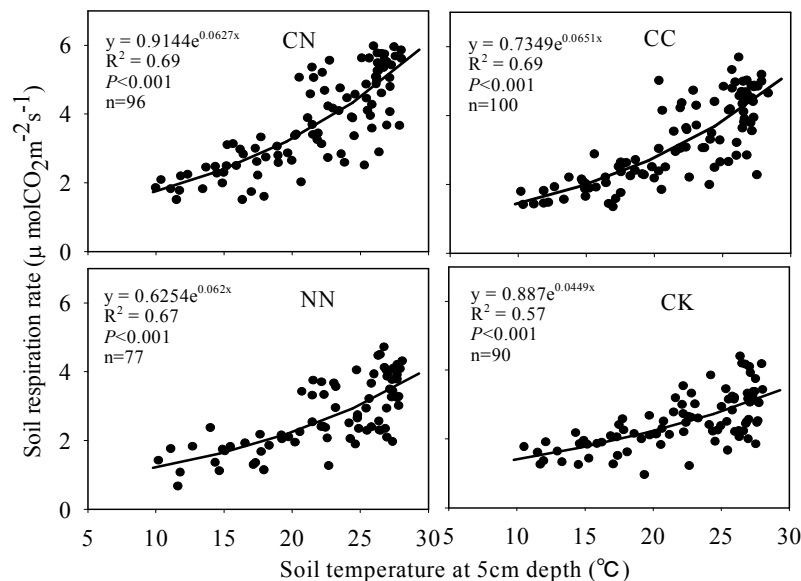 y = 0.9144e^0.0627x
R² = 0.69
P<0.001
n=96
CN
y = 0.7349e^0.0651x
R² = 0.69
P<0.001
n=100
CC
y = 0.6254e^0.062x
R² = 0.67
P<0.001
n=77
NN
y = 0.887e^0.0449x
R² = 0.57
P<0.001
n=90
CK
6
4
2
0
6
4
2
0
5 10 15 20 25 30
5 10 15 20 25 30
Soil respiration rate (μ molCO₂m⁻²s⁻¹)
Soil temperature at 5cm depth (℃)